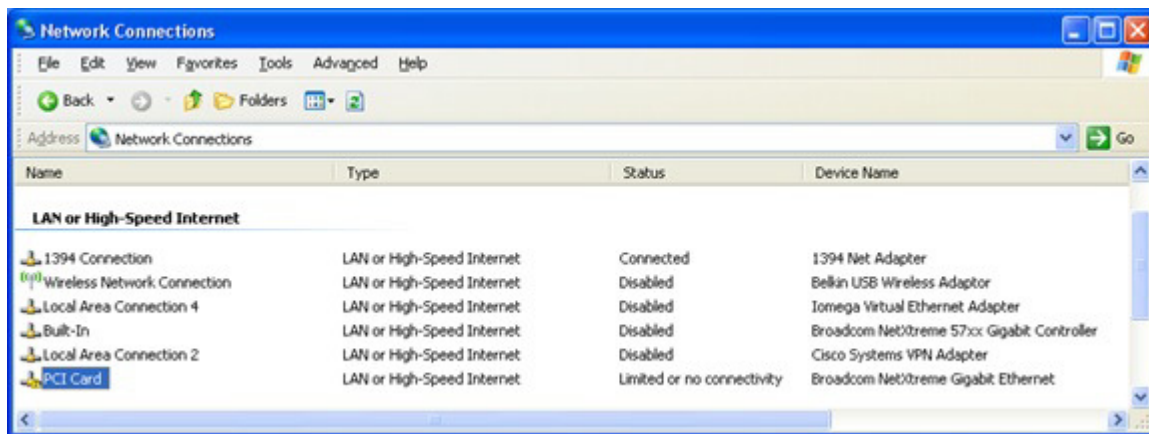 Network Connections
File Edit View Favorites Tools Advanced Help
Back Folders
Address Network Connections Go
Name Type Status Device Name
LAN or High-Speed Internet
1394 Connection LAN or High-Speed Internet Connected 1394 Net Adapter
Wireless Network Connection LAN or High-Speed Internet Disabled Belkin USB Wireless Adaptor
Local Area Connection 4 LAN or High-Speed Internet Disabled Iomega Virtual Ethernet Adapter
Built-In LAN or High-Speed Internet Disabled Broadcom NetXtreme 57xx Gigabit Controller
Local Area Connection 2 LAN or High-Speed Internet Disabled Cisco Systems VPN Adapter
PCI Card LAN or High-Speed Internet Limited or no connectivity Broadcom NetXtreme Gigabit Ethernet